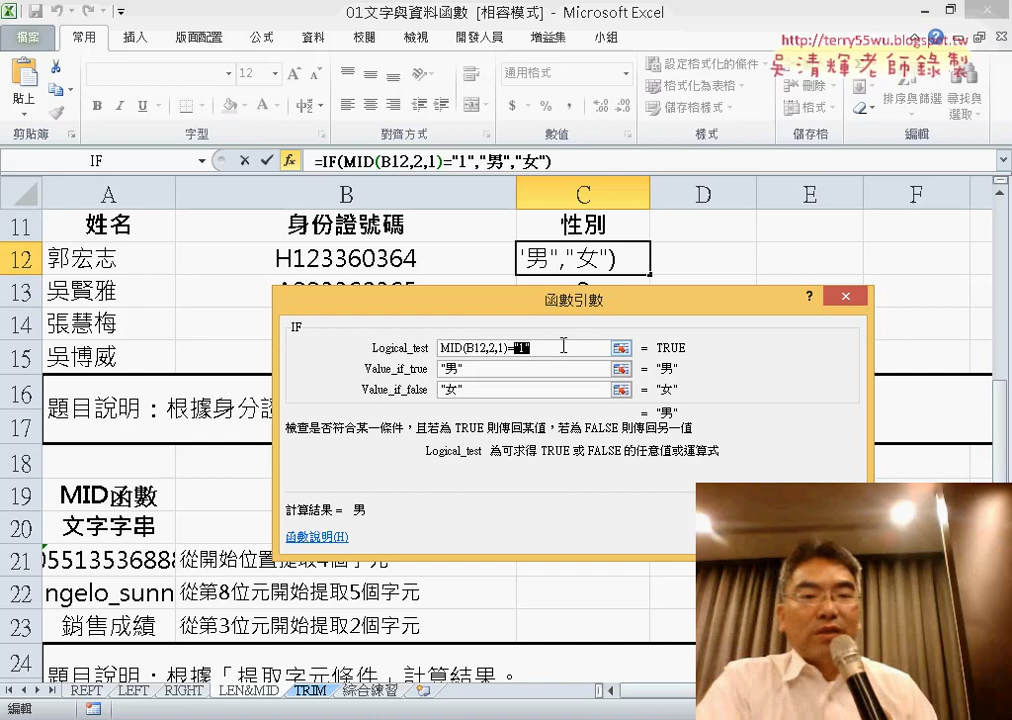 01文字與資料函數 [相容模式] - Microsoft Excel
檔案 常用 插入 版面配置 公式 資料 校閱 檢視 開發人員 增益集 小組
http://terry55wu.blogspot.tw
吳清輝老師錄製
貼上 12 通用格式 設定格式化的條件 刪除
格式化為表格 排序與篩選 尋找與
儲存格樣式 格式 選取
剪貼簿 字型 對齊方式 數值 樣式 儲存格 編輯
IF =IF(MID(B12,2,1)="1","男","女")
A B C D E F
11 姓名 身份證號碼 性別
12 郭宏志 H123360364 '男","女")
13 吳賢雅
14 張慧梅
15 吳博威
16
題目說明：根據身分證
17
18
19 MID函數
20 文字字串
21 055135368886 從開始位置提取4個字元
22 ngelo_sunn 從第8位元開始提取5個字元
23 銷售成績 從第3位元開始提取2個字元
24 題目說明：根據「提取字元條件」計算結果。
函數引數
IF
Logical_test MID(B12,2,1)="1" = TRUE
Value_if_true "男" = "男"
Value_if_false "女" = "女"
= "男"
檢查是否符合某一條件，且若為 TRUE 則傳回某值，若為 FALSE 則傳回另一值
Logical_test 為可求得 TRUE 或 FALSE 的任意值或運算式
計算結果 = 男
函數說明(H)
REPT LEFT RIGHT LEN&MID TRIM 綜合練習
編輯